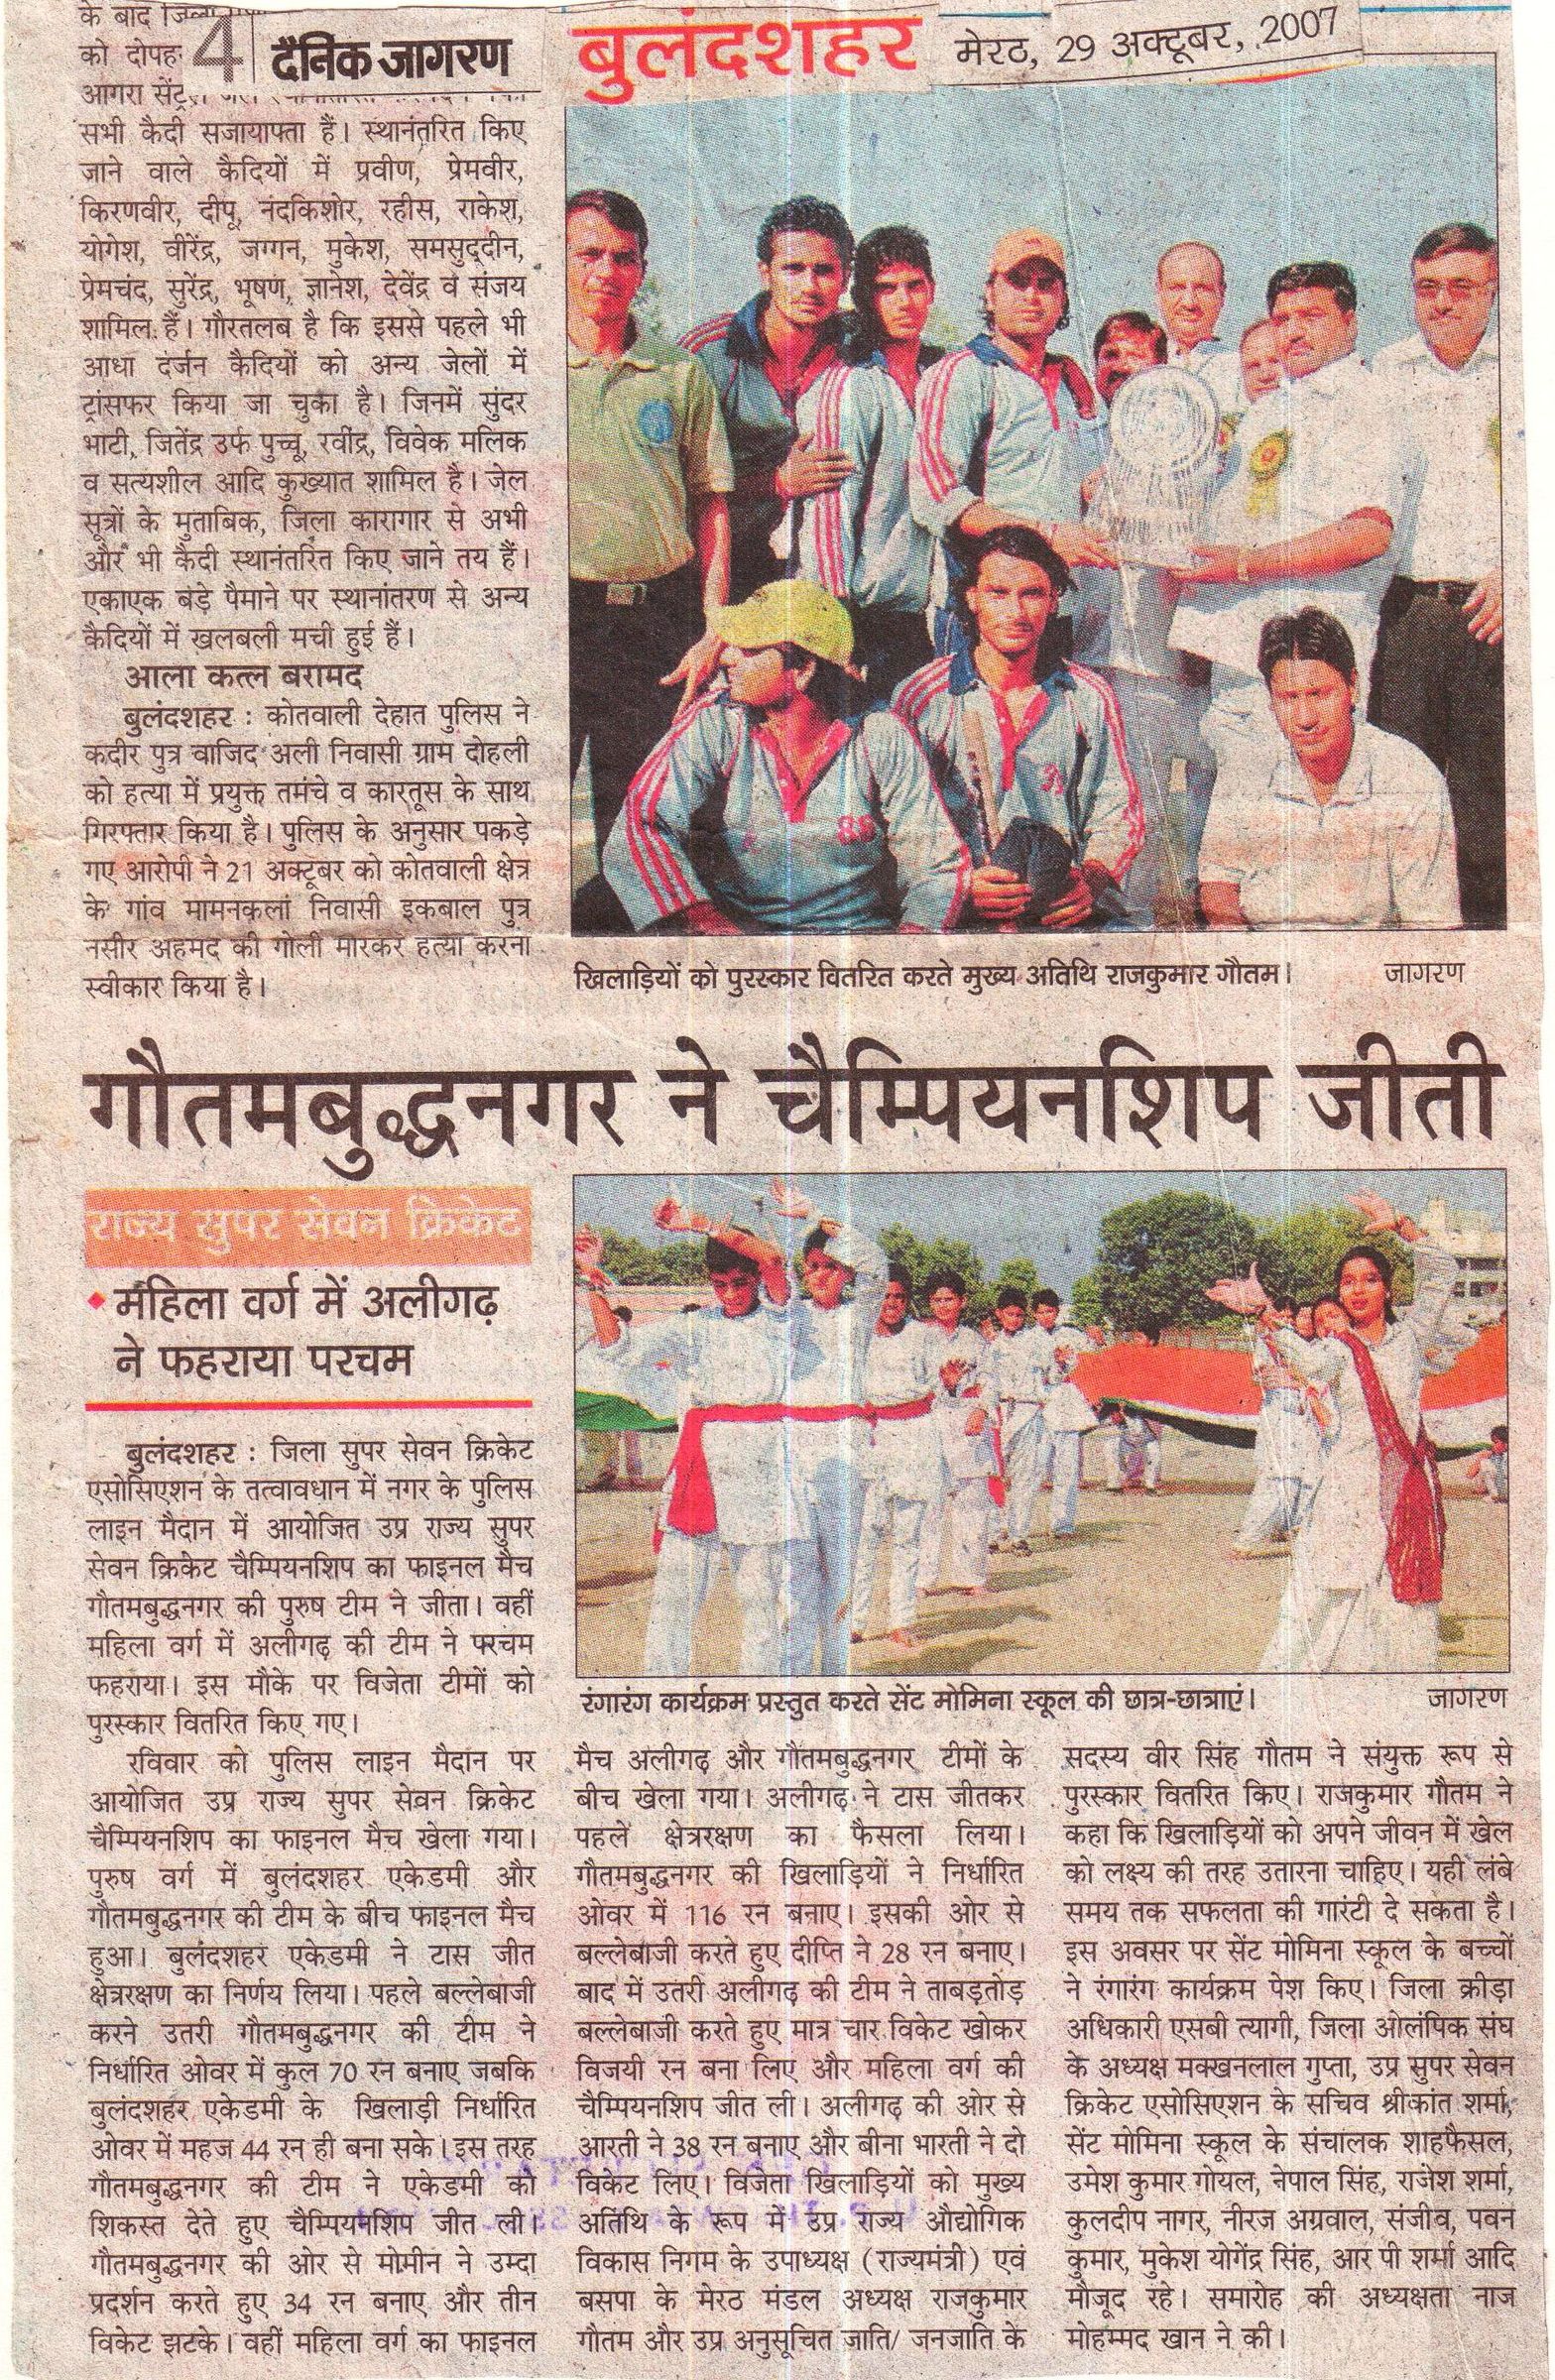 के बाद
को दोपह
आगरा सेंट्र
4
दैनिक जागरण
बुलंदशहर
मेरठ, 29 अक्टूबर, 2007
सभी कैदी सजायाफ्ता हैं। स्थानंतरित किए
जाने वाले कैदियों में प्रवीण, प्रेमवीर,
किरणवीर, दीपू, नंदकिशोर, रहीस, राकेश,
योगेश, वीरेंद्र, जग्गन, मुकेश, समसुद्दीन,
प्रेमचंद, सुरेंद्र, भूषण, ज्ञानेश, देवेंद्र व संजय
शामिल हैं। गौरतलब है कि इससे पहले भी
आधा दर्जन कैदियों को अन्य जेलों में
ट्रांसफर किया जा चुका है। जिनमें सुंदर
भाटी, जितेंद्र उर्फ पुच्चू, रवींद्र, विवेक मलिक
व सत्यशील आदि कुख्यात शामिल है। जेल
सूत्रों के मुताबिक, जिला कारागार से अभी
और भी कैदी स्थानंतरित किए जाने तय हैं।
एकाएक बड़े पैमाने पर स्थानांतरण से अन्य
कैदियों में खलबली मची हुई हैं।
आला कत्ल बरामद
बुलंदशहर : कोतवाली देहात पुलिस ने
कदीर पुत्र वाजिद अली निवासी ग्राम दोहली
को हत्या में प्रयुक्त तमंचे व कारतूस के साथ
गिरफ्तार किया है। पुलिस के अनुसार पकड़े
गए आरोपी ने 21 अक्टूबर को कोतवाली क्षेत्र
के गांव मामनकलां निवासी इकबाल पुत्र
नसीर अहमद की गोली मारकर हत्या करना
स्वीकार किया है।
88
खिलाड़ियों को पुरस्कार वितरित करते मुख्य अतिथि राजकुमार गौतम। जागरण
गौतमबुद्धनगर ने चैम्पियनशिप जीती
राज्य सुपर सेवन क्रिकेट
महिला वर्ग में अलीगढ़
ने फहराया परचम
रंगारंग कार्यक्रम प्रस्तुत करते सेंट मोमिना स्कूल की छात्र-छात्राएं। जागरण
बुलंदशहर : जिला सुपर सेवन क्रिकेट
एसोसिएशन के तत्वावधान में नगर के पुलिस
लाइन मैदान में आयोजित उप्र राज्य सुपर
सेवन क्रिकेट चैम्पियनशिप का फाइनल मैच
गौतमबुद्धनगर की पुरुष टीम ने जीता। वहीं
महिला वर्ग में अलीगढ़ की टीम ने परचम
फहराया। इस मौके पर विजेता टीमों को
पुरस्कार वितरित किए गए।
रविवार को पुलिस लाइन मैदान पर
आयोजित उप्र राज्य सुपर सेवन क्रिकेट
चैम्पियनशिप का फाइनल मैच खेला गया।
पुरुष वर्ग में बुलंदशहर एकेडमी और
गौतमबुद्धनगर की टीम के बीच फाइनल मैच
हुआ। बुलंदशहर एकेडमी ने टास जीत
क्षेत्ररक्षण का निर्णय लिया। पहले बल्लेबाजी
करने उतरी गौतमबुद्धनगर की टीम ने
निर्धारित ओवर में कुल 70 रन बनाए जबकि
बुलंदशहर एकेडमी के खिलाड़ी निर्धारित
ओवर में महज 44 रन ही बना सके। इस तरह
गौतमबुद्धनगर की टीम ने एकेडमी को
शिकस्त देते हुए चैम्पियनशिप जीत ली।
गौतमबुद्धनगर की ओर से मोमीन ने उम्दा
प्रदर्शन करते हुए 34 रन बनाए और तीन
विकेट झटके। वहीं महिला वर्ग का फाइनल
मैच अलीगढ़ और गौतमबुद्धनगर टीमों के
बीच खेला गया। अलीगढ़ ने टास जीतकर
पहले क्षेत्ररक्षण का फैसला लिया।
गौतमबुद्धनगर की खिलाड़ियों ने निर्धारित
ओवर में 116 रन बनाए। इसकी ओर से
बल्लेबाजी करते हुए दीप्ति ने 28 रन बनाए।
बाद में उतरी अलीगढ़ की टीम ने ताबड़तोड़
बल्लेबाजी करते हुए मात्र चार विकेट खोकर
विजयी रन बना लिए और महिला वर्ग की
चैम्पियनशिप जीत ली। अलीगढ़ की ओर से
आरती ने 38 रन बनाए और बीना भारती ने दो
विकेट लिए। विजेता खिलाड़ियों को मुख्य
अतिथि के रूप में उप्र राज्य औद्योगिक
विकास निगम के उपाध्यक्ष (राज्यमंत्री) एवं
बसपा के मेरठ मंडल अध्यक्ष राजकुमार
गौतम और उप्र अनुसूचित जाति/ जनजाति के
सदस्य वीर सिंह गौतम ने संयुक्त रूप से
पुरस्कार वितरित किए। राजकुमार गौतम ने
कहा कि खिलाड़ियों को अपने जीवन में खेल
को लक्ष्य की तरह उतारना चाहिए। यही लंबे
समय तक सफलता की गारंटी दे सकता है।
इस अवसर पर सेंट मोमिना स्कूल के बच्चों
ने रंगारंग कार्यक्रम पेश किए। जिला क्रीड़ा
अधिकारी एसबी त्यागी, जिला ओलंपिक संघ
के अध्यक्ष मक्खनलाल गुप्ता, उप्र सुपर सेवन
क्रिकेट एसोसिएशन के सचिव श्रीकांत शर्मा,
सेंट मोमिना स्कूल के संचालक शाहफैसल,
उमेश कुमार गोयल, नेपाल सिंह, राजेश शर्मा,
कुलदीप नागर, नीरज अग्रवाल, संजीव, पवन
कुमार, मुकेश योगेंद्र सिंह, आर पी शर्मा आदि
मौजूद रहे। समारोह की अध्यक्षता नाज
मोहम्मद खान ने की।